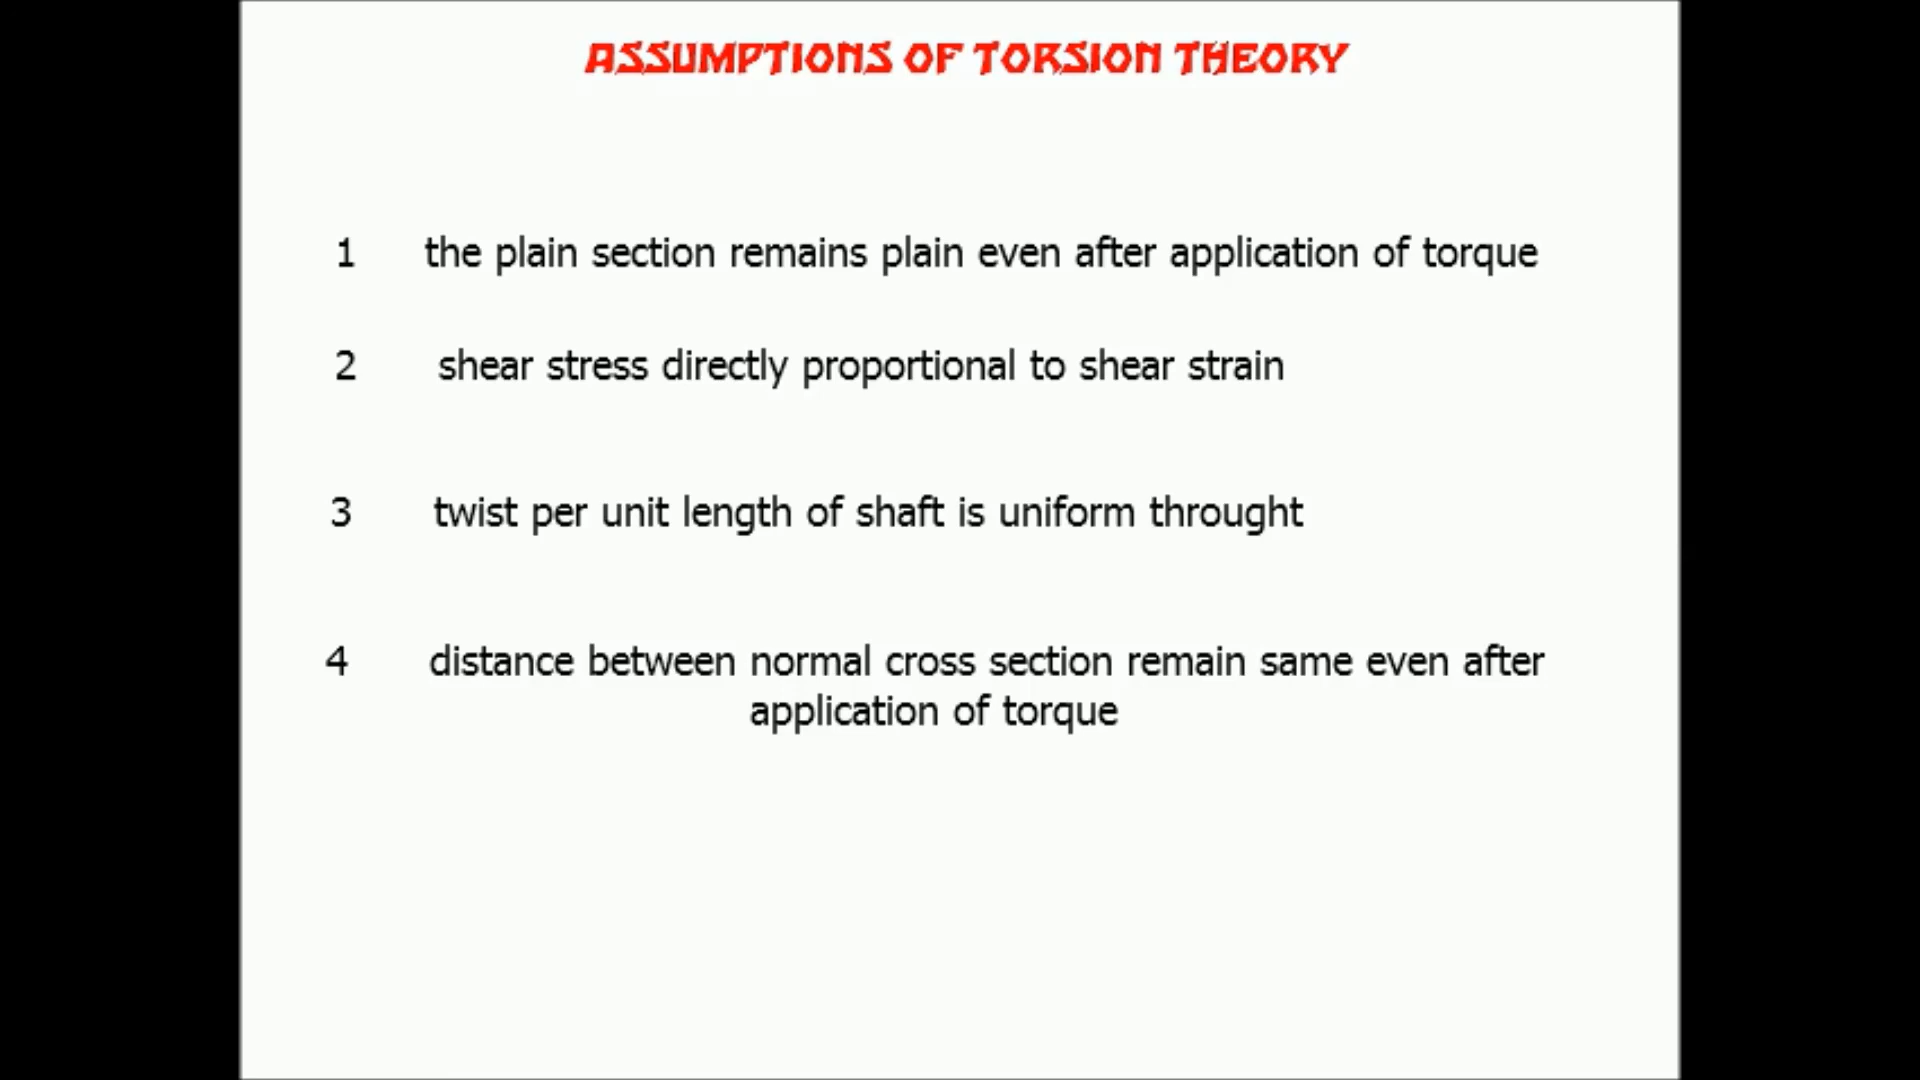 ASSUMPTIONS OF TORSION THEORY
1 the plain section remains plain even after application of torque
2 shear stress directly proportional to shear strain
3 twist per unit length of shaft is uniform throught
4 distance between normal cross section remain same even after
application of torque